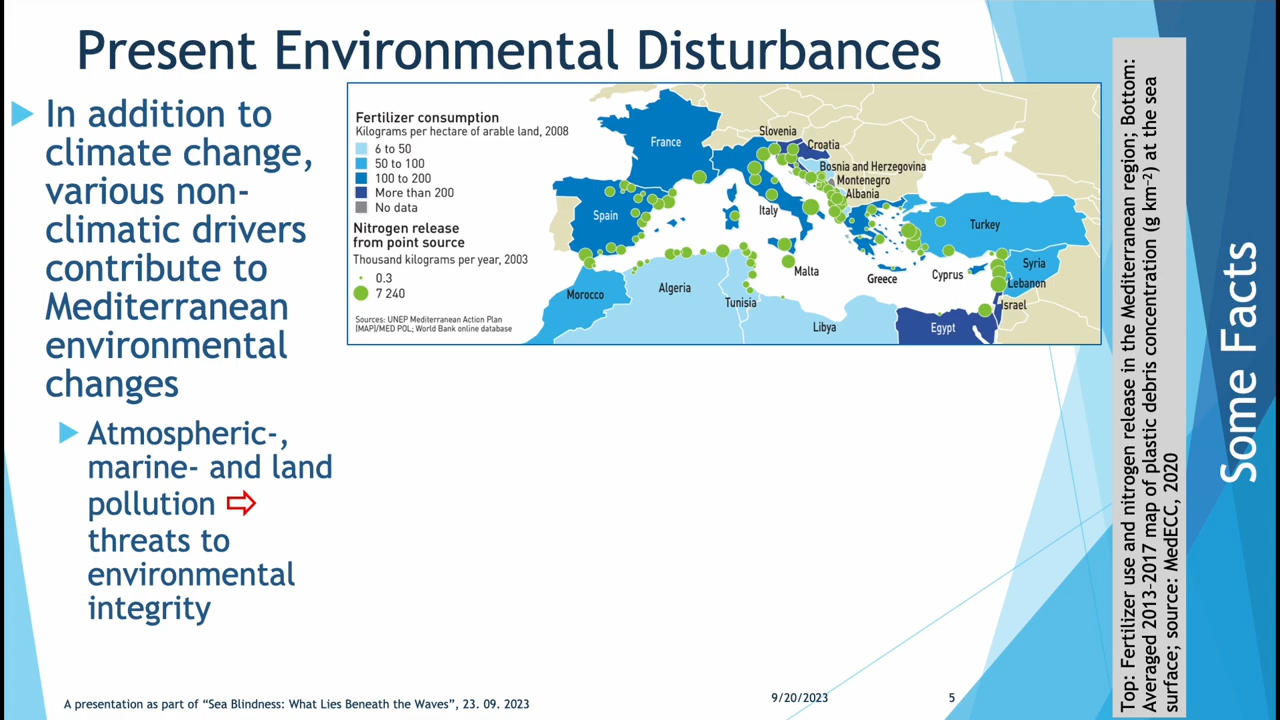 Present Environmental Disturbances
In addition to
climate change,
various non-
climatic drivers
contribute to
Mediterranean
environmental
changes
Atmospheric-,
marine- and land
pollution ⇨
threats to
environmental
integrity
Fertilizer consumption
Kilograms per hectare of arable land, 2008
6 to 50
50 to 100
100 to 200
More than 200
No data
Nitrogen release
from point source
Thousand kilograms per year, 2003
0.3
7 240
Sources: UNEP Mediterranean Action Plan
(MAP)/MED POL; World Bank online database
France
Slovenia
Croatia
Bosnia and Herzegovina
Montenegro
Albania
Spain
Italy
Turkey
Malta
Greece
Cyprus
Syria
Lebanon
Israel
Morocco
Algeria
Tunisia
Libya
Egypt
Top: Fertilizer use and nitrogen release in the Mediterranean region; Bottom:
Averaged 2013-2017 map of plastic debris concentration (g km⁻²) at the sea
surface; source: MedECC, 2020
Some Facts
A presentation as part of “Sea Blindness: What Lies Beneath the Waves”, 23. 09. 2023
9/20/2023
5